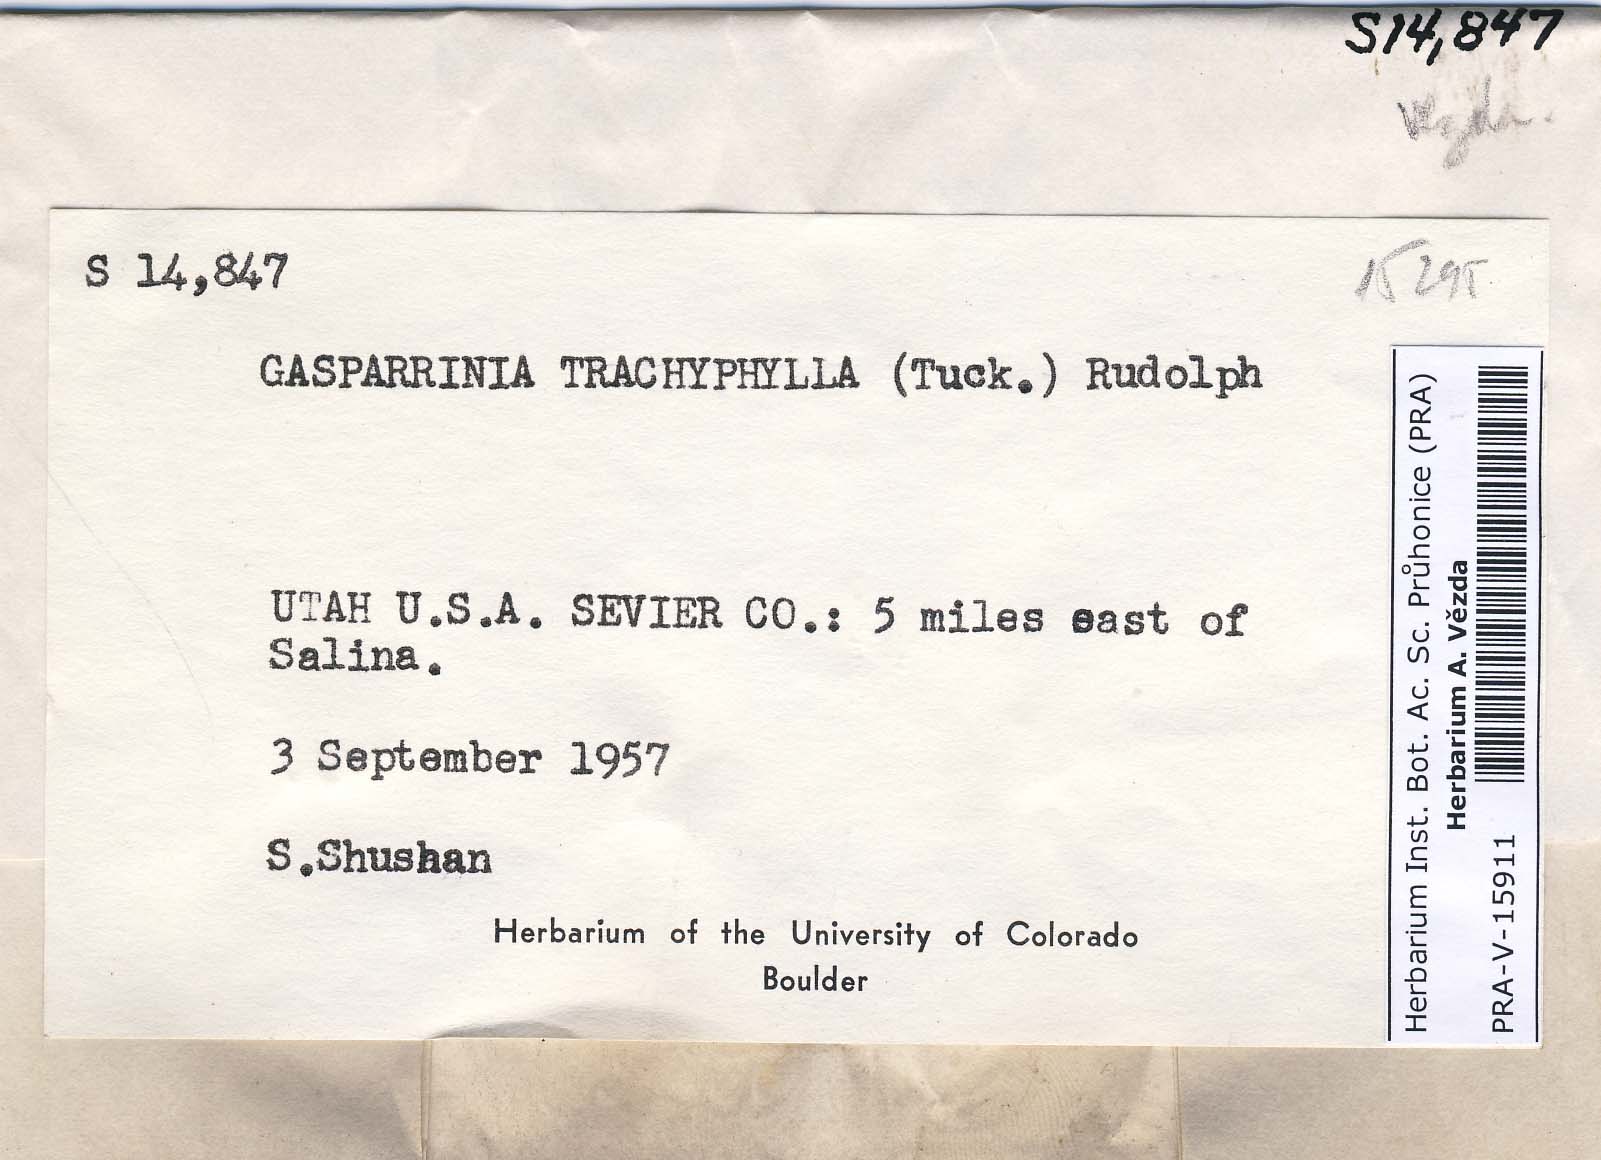 S14,847
Vězda.
S 14,847
GASPARRINIA TRACHYPHYLLA (Tuck.) Rudolph
UTAH U.S.A. SEVIER CO.: 5 miles east of
Salina.
3 September 1957
S.Shushan
Herbarium of the University of Colorado
Boulder
Herbarium Inst. Bot. Ac. Sc. Průhonice (PRA)
Herbarium A. Vězda
PRA-V-15911